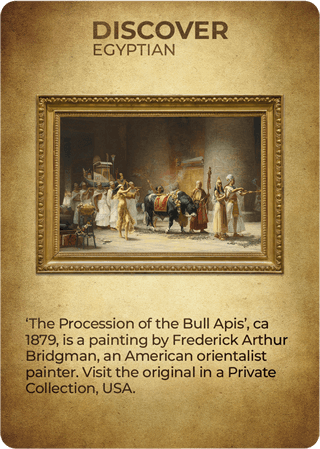 DISCOVER
EGYPTIAN
‘The Procession of the Bull Apis’, ca
1879, is a painting by Frederick Arthur
Bridgman, an American orientalist
painter. Visit the original in a Private
Collection, USA.